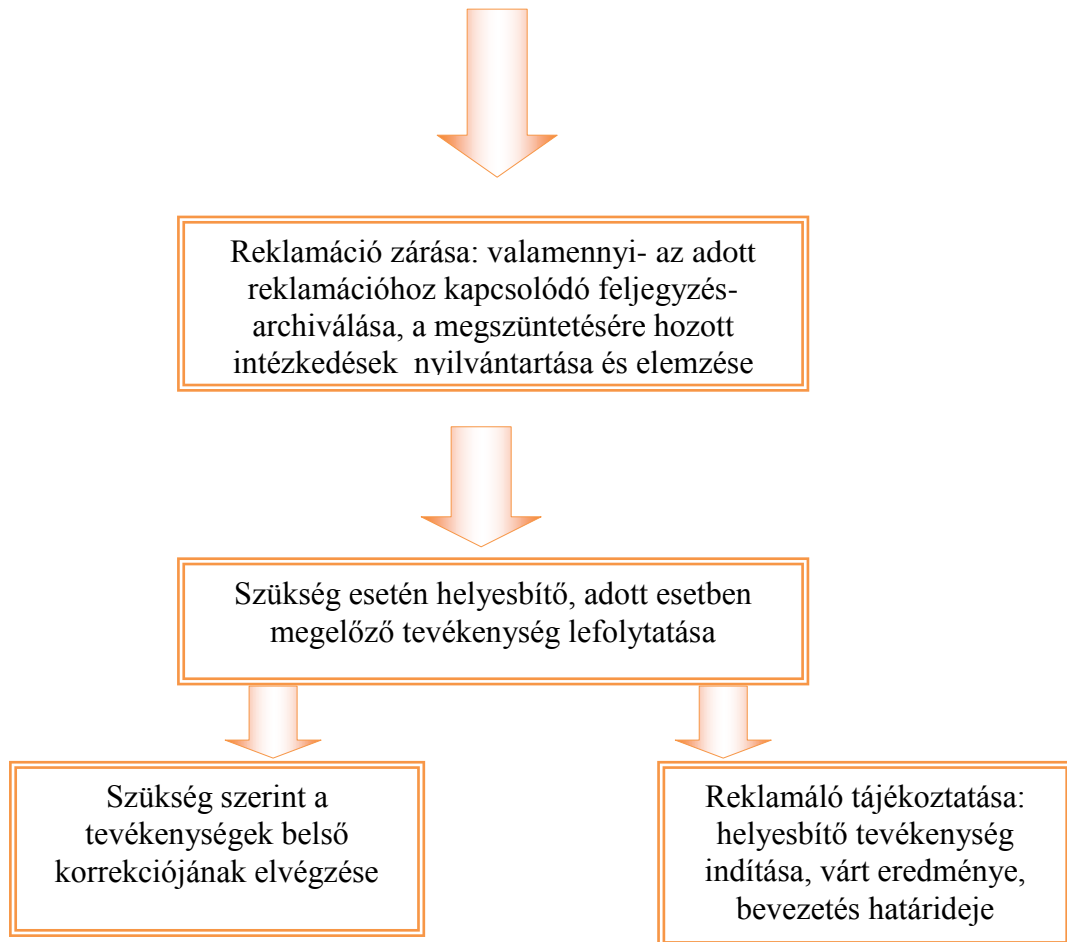 Reklamáció zárása: valamennyi- az adott
reklamációhoz kapcsolódó feljegyzés-
archiválása, a megszüntetésére hozott
intézkedések nyilvántartása és elemzése
Szükség esetén helyesbítő, adott esetben
megelőző tevékenység lefolytatása
Szükség szerint a
tevékenységek belső
korrekciójának elvégzése
Reklamáló tájékoztatása:
helyesbítő tevékenység
indítása, várt eredménye,
bevezetés határideje